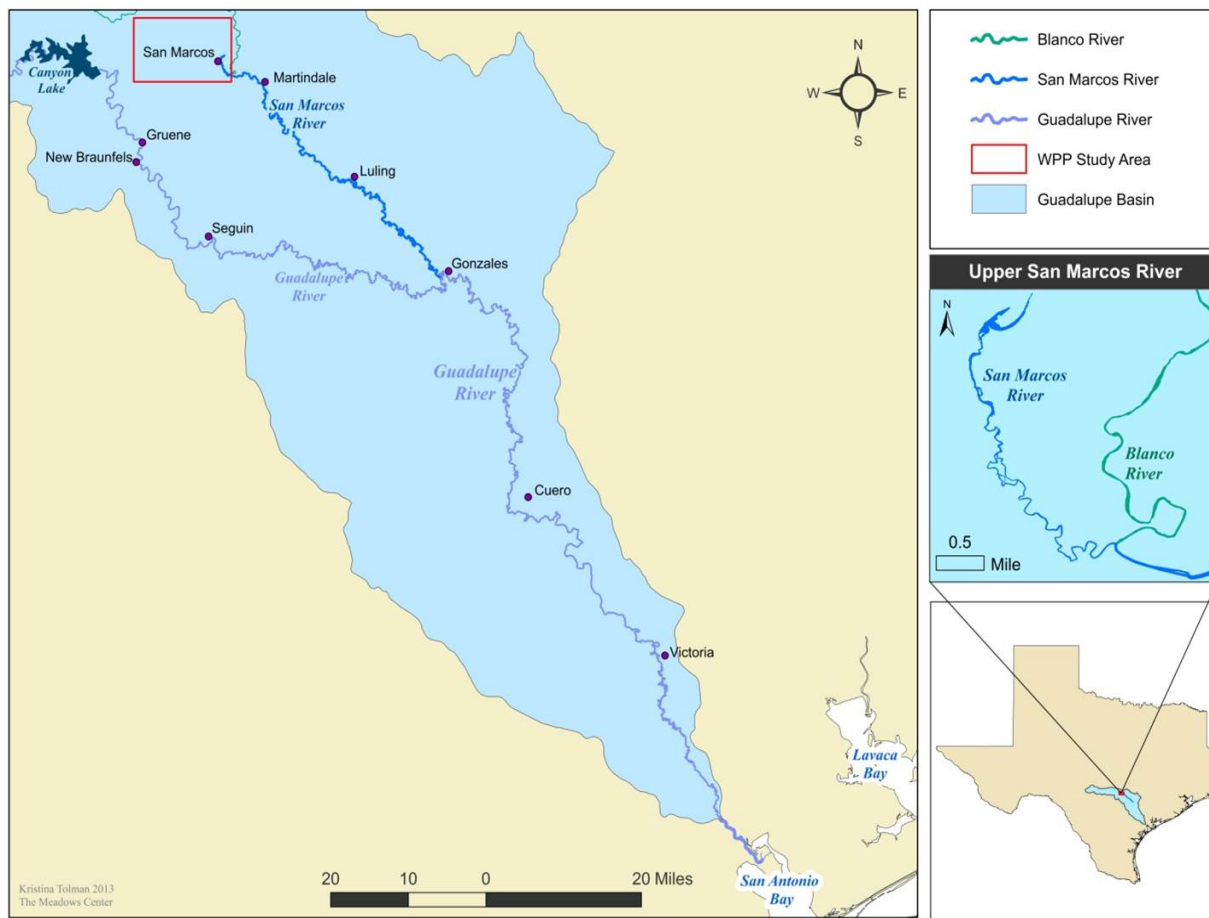 San Marcos
Canyon
Lake
Martindale
San Marcos
River
Gruene
New Braunfels
Luling
Seguin
Guadalupe
River
Gonzales
Guadalupe
River
Cuero
Victoria
Lavaca
Bay
San Antonio
Bay
N
W
E
S
20
10
0
20 Miles
Kristina Tolman 2013
The Meadows Center
Blanco River
San Marcos River
Guadalupe River
WPP Study Area
Guadalupe Basin
Upper San Marcos River
N
San Marcos
River
Blanco
River
0.5
Mile